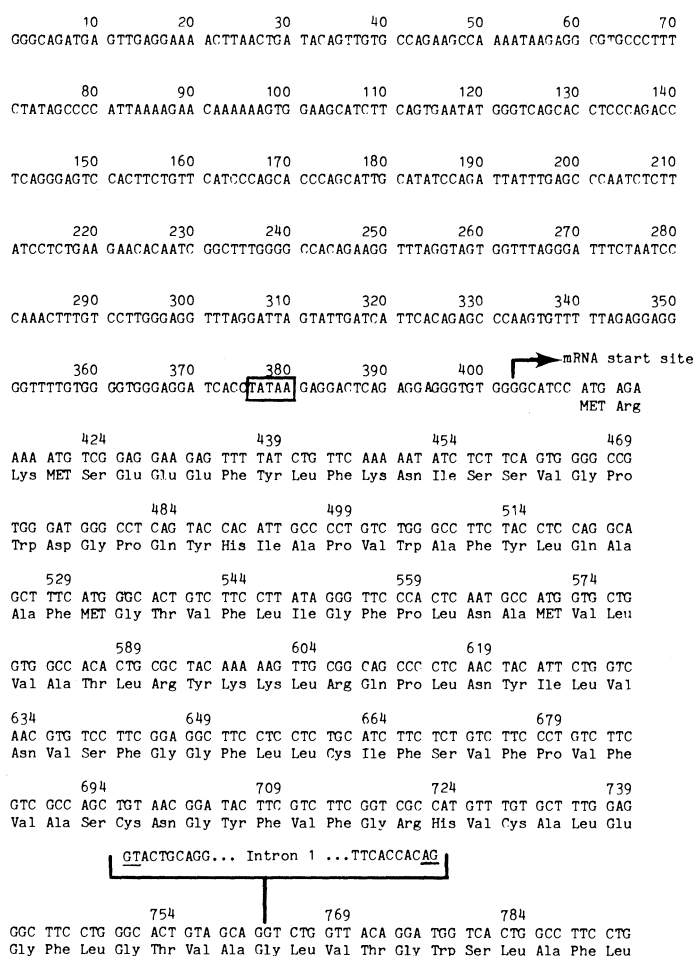 10 20 30 40 50 60 70
GGGCAGATGA GTTGAGGAAA ACTTAACTGA TACAGTTGTG CCAGAAGCCA AAATAAGAGG CGTGCCCTTT
80 90 100 110 120 130 140
CTATAGCCCC ATTAAAAGAA CAAAAAAGTG GAAGCATCTT CAGTGAATAT GGGTCAGCAC CTCCCAGACC
150 160 170 180 190 200 210
TCAGGGAGTC CACTTCTGTT CATCCCAGCA CCCAGCATTG CATATCCAGA TTATTTGAGC CCAATCTCTT
220 230 240 250 260 270 280
ATCCTCTGAA GAACACAATC GGCTTTGGGG CCACAGAAGG TTTAGGTAGT GGTTTAGGGA TTTCTAATCC
290 300 310 320 330 340 350
CAAACTTTGT CCTTGGGAGG TTTAGGATTA GTATTGATCA TTCACAGAGC CCAAGTGTTT TTAGAGGAGG
360 370 380 390 400 mRNA start site
GGTTTTGTGG GGTGGGAGGA TCACCTATAA GAGGACTCAG AGGAGGGTGT GGGGCATCC ATG AGA
MET Arg
424 439 454 469
AAA ATG TCG GAG GAA GAG TTT TAT CTG TTC AAA AAT ATC TCT TCA GTG GGG CCG
Lys MET Ser Glu Glu Glu Phe Tyr Leu Phe Lys Asn Ile Ser Ser Val Gly Pro
484 499 514
TGG GAT GGG CCT CAG TAC CAC ATT GCC CCT GTC TGG GCC TTC TAC CTC CAG GCA
Trp Asp Gly Pro Gln Tyr His Ile Ala Pro Val Trp Ala Phe Tyr Leu Gln Ala
529 544 559 574
GCT TTC ATG GGC ACT GTC TTC CTT ATA GGG TTC CCA CTC AAT GCC ATG GTG CTG
Ala Phe MET Gly Thr Val Phe Leu Ile Gly Phe Pro Leu Asn Ala MET Val Leu
589 604 619
GTG GCC ACA CTG CGC TAC AAA AAG TTG CGG CAG CCC CTC AAC TAC ATT CTG GTC
Val Ala Thr Leu Arg Tyr Lys Lys Leu Arg Gln Pro Leu Asn Tyr Ile Leu Val
634 649 664 679
AAC GTG TCC TTC GGA GGC TTC CTC CTC TGC ATC TTC TCT GTC TTC CCT GTC TTC
Asn Val Ser Phe Gly Gly Phe Leu Leu Cys Ile Phe Ser Val Phe Pro Val Phe
694 709 724 739
GTC GCC AGC TGT AAC GGA TAC TTC GTC TTC GGT CGC CAT GTT TGT GCT TTG GAG
Val Ala Ser Cys Asn Gly Tyr Phe Val Phe Gly Arg His Val Cys Ala Leu Glu
GTACTGCAGG... Intron 1 ...TTCACCACAG
754 769 784
GGC TTC CTG GGC ACT GTA GCA GGT CTG GTT ACA GGA TGG TCA CTG GCC TTC CTG
Gly Phe Leu Gly Thr Val Ala Gly Leu Val Thr Gly Trp Ser Leu Ala Phe Leu